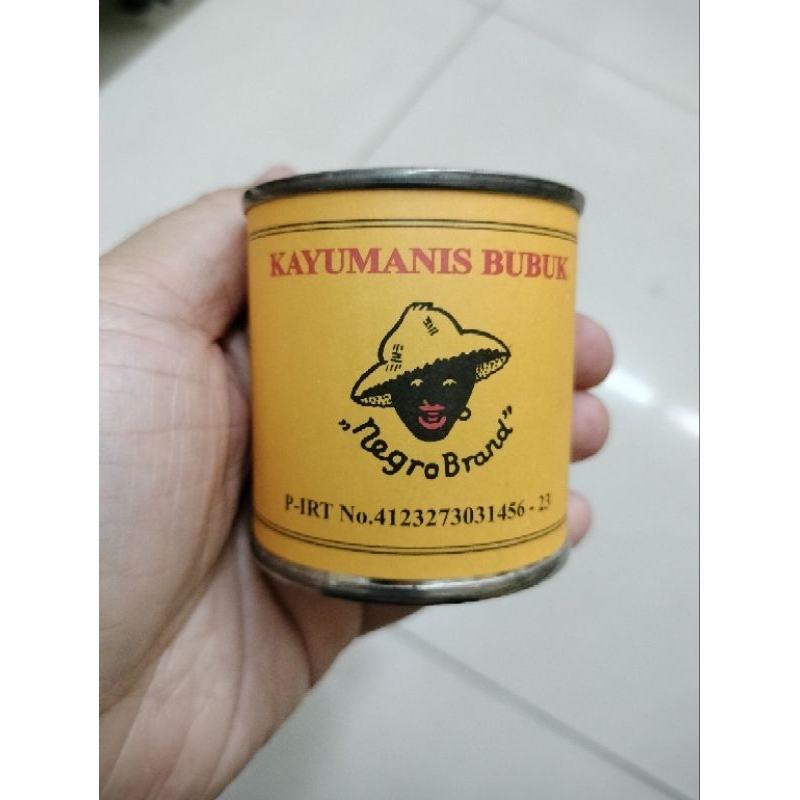 KAYUMANIS BUBUK
„Negro Brand”
P-IRT No.4123273031456 - 23